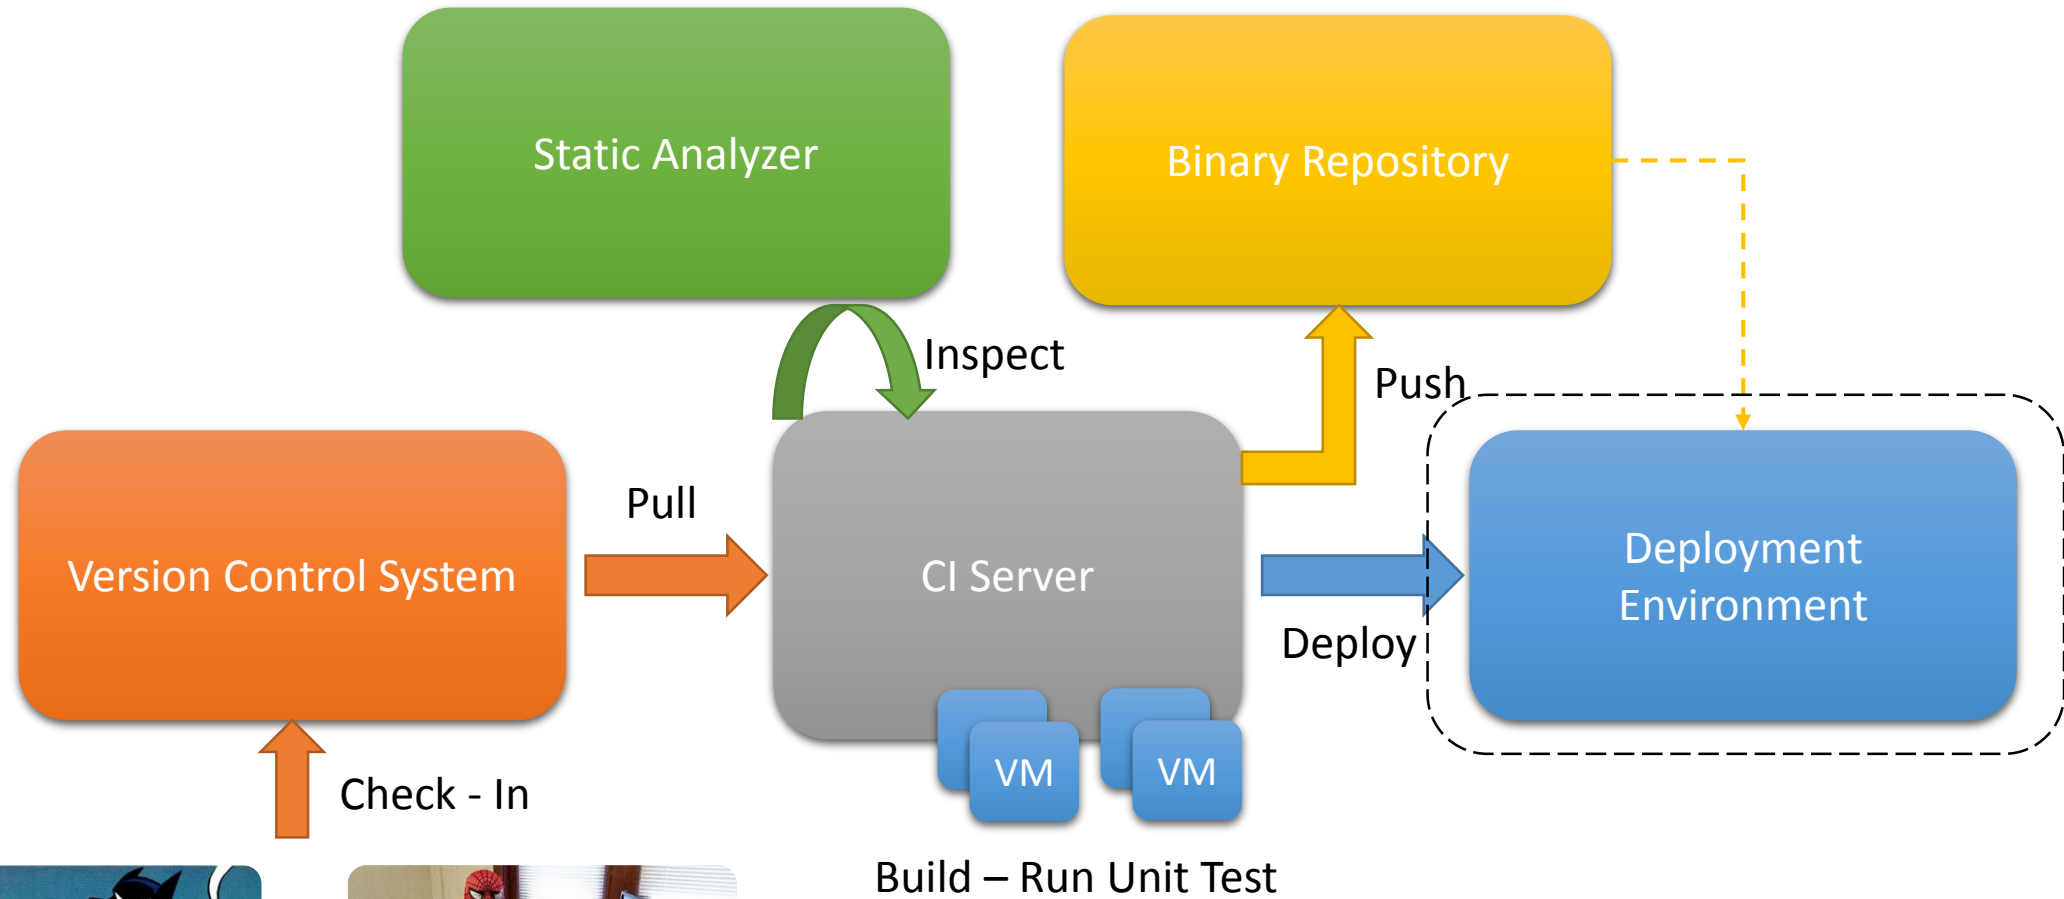 Static Analyzer
Binary Repository
Inspect
Push
Pull
Version Control System
CI Server
Deployment
Environment
Deploy
VM
VM
Check - In
Build – Run Unit Test